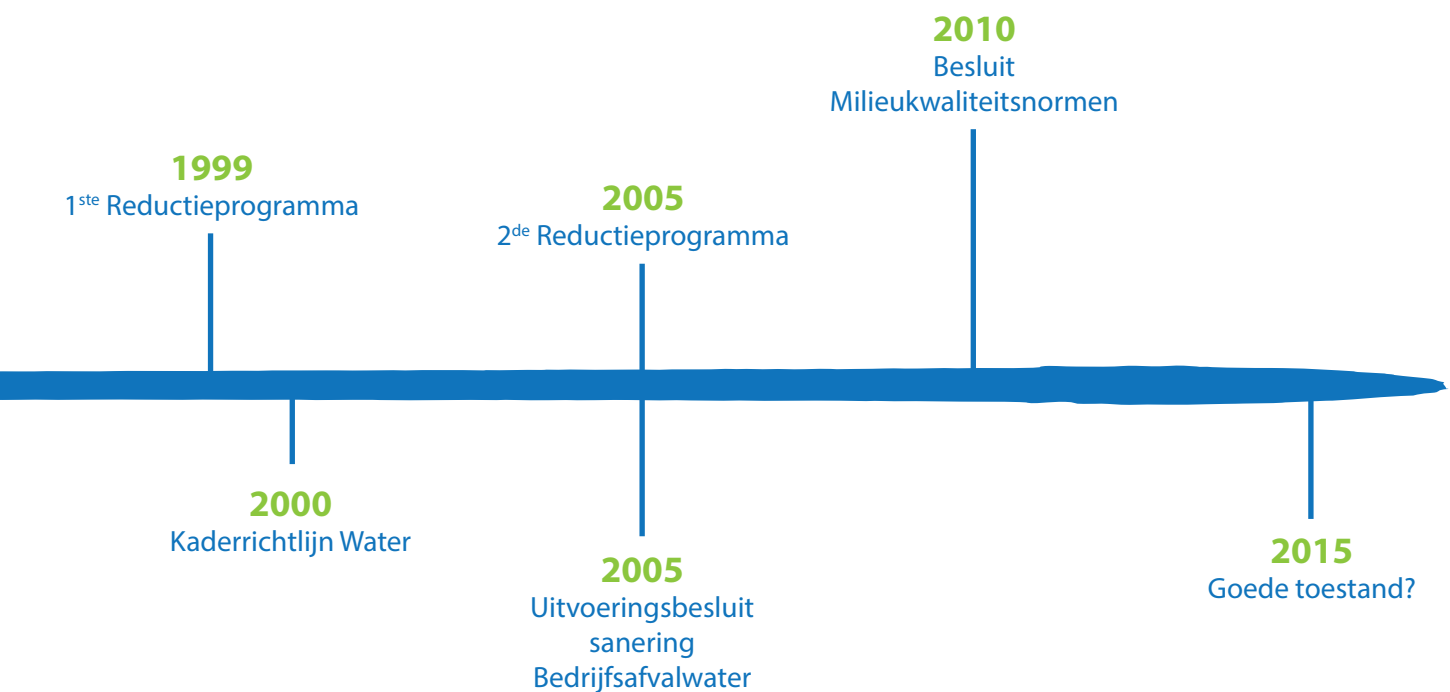 2010
Besluit
Milieukwaliteitsnormen
1999
1ste Reductieprogramma
2005
2de Reductieprogramma
2000
Kaderrichtlijn Water
2005
Uitvoeringsbesluit
sanering
Bedrijfsafvalwater
2015
Goede toestand?